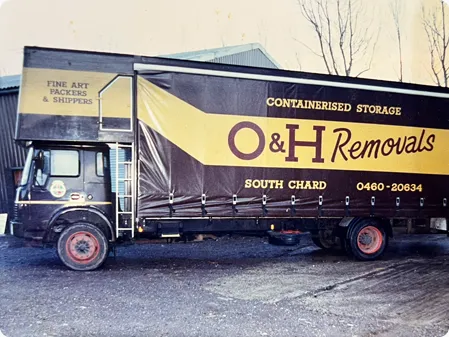 FINE ART
PACKERS
& SHIPPERS
CONTAINERISED STORAGE
O&H Removals
SOUTH CHARD 0460-20634